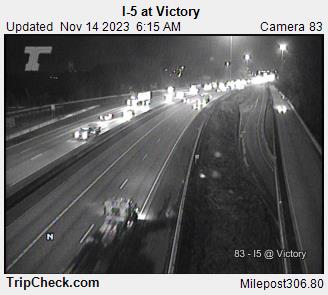 I-5 at Victory
Updated Nov 14 2023 6:15 AM Camera 83
T
N
83 - I5 @ Victory
TripCheck.com Milepost306.80